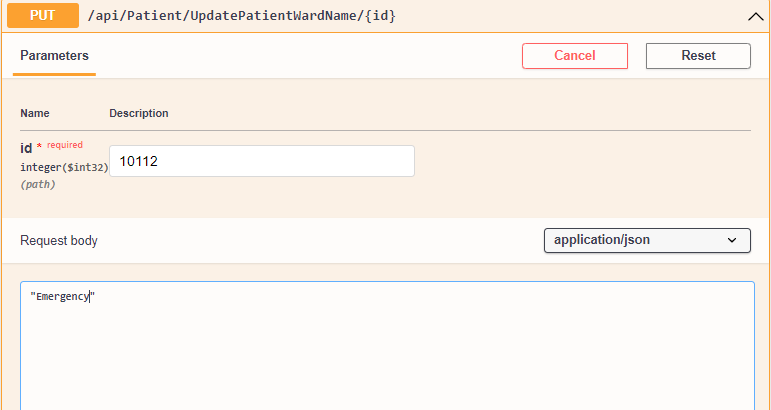 PUT /api/Patient/UpdatePatientWardName/{id}
Parameters Cancel Reset
Name Description
id * required
integer($int32) 10112
(path)
Request body application/json
"Emergency"